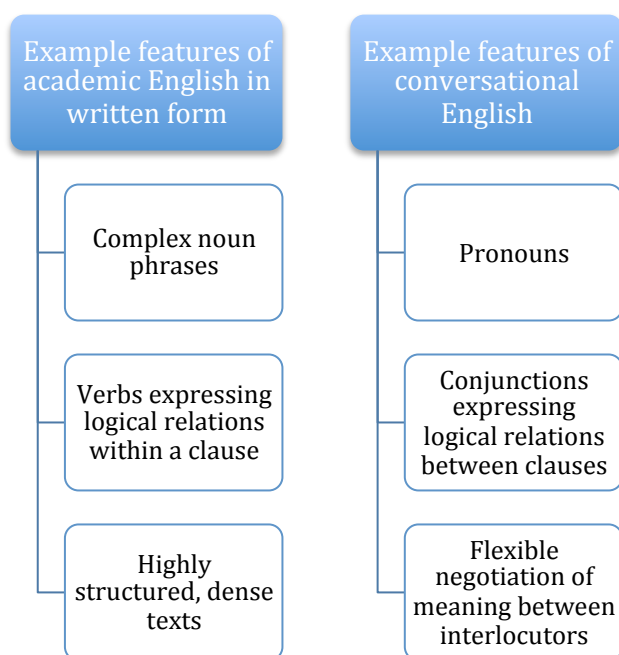 Example features of
academic English in
written form
Complex noun
phrases
Verbs expressing
logical relations
within a clause
Highly
structured, dense
texts
Example features of
conversational
English
Pronouns
Conjunctions
expressing
logical relations
between clauses
Flexible
negotiation of
meaning between
interlocutors